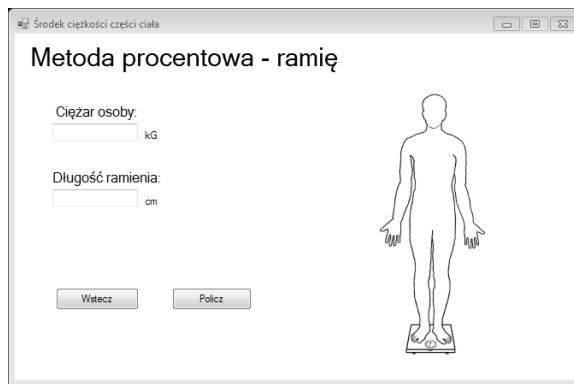 Środek ciężkości części ciała
Metoda procentowa - ramię
Ciężar osoby:
kG
Długość ramienia:
cm
Wstecz
Policz